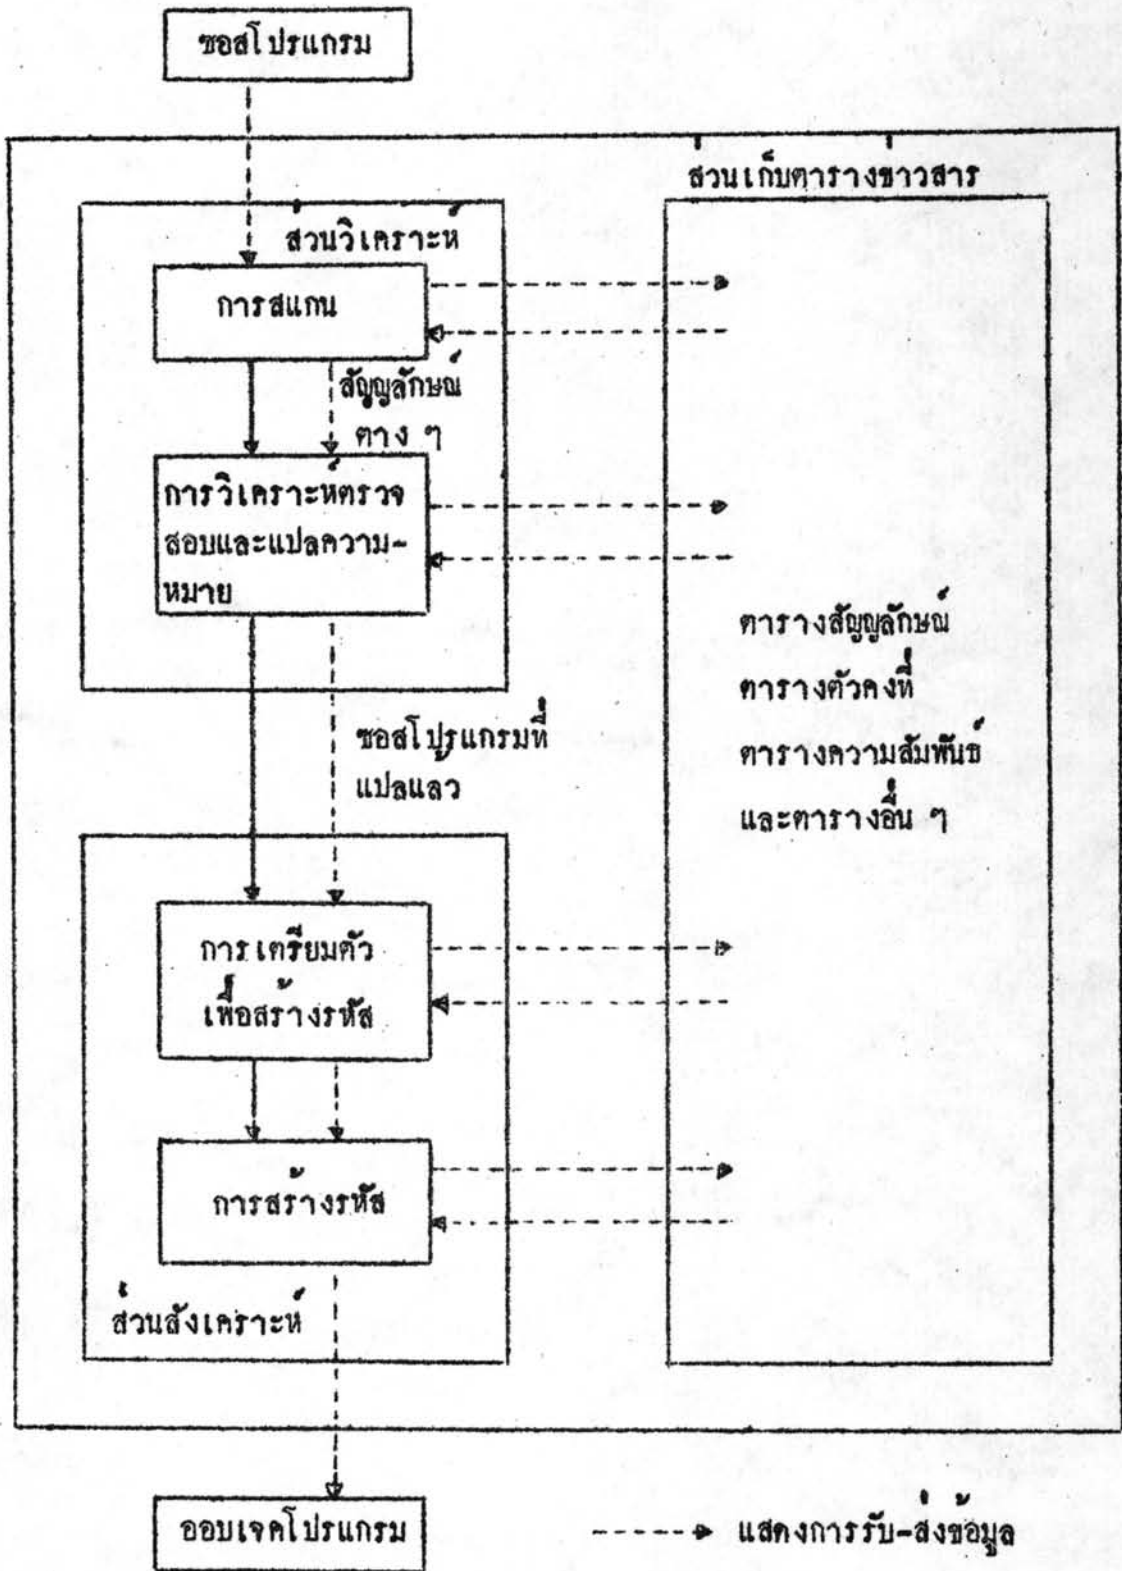 ซอสโปรแกรม
ส่วนเก็บตารางข่าวสาร
ส่วนวิเคราะห์
การสแกน
สัญญลักษณ์
ตาง ๆ
การวิเคราะห์ตรวจ
สอบและแปลความ-
หมาย
ตารางสัญญลักษณ์
ตารางตัวคงที่
ตารางความสัมพันธ์
และตารางอื่น ๆ
ซอสโปรแกรมที่
แปลแล้ว
การเตรียมตัว
เพื่อสร้างรหัส
การสร้างรหัส
ส่วนสังเคราะห์
ออบเจคโปรแกรม
แสดงการรับ-ส่งข้อมูล